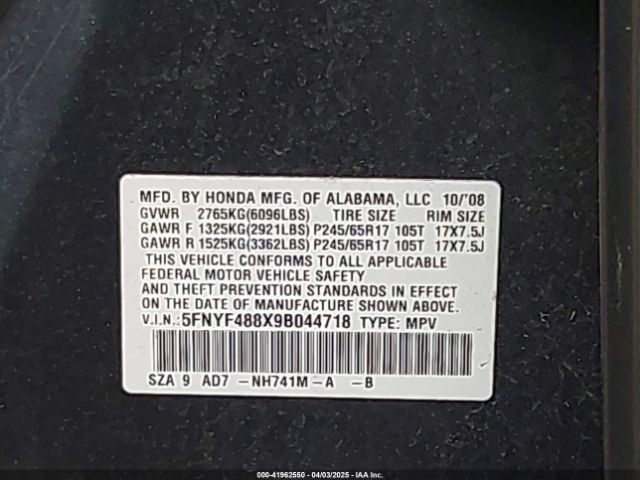 MFD. BY HONDA MFG. OF ALABAMA, LLC 10/'08
GVWR 2765KG(6096LBS) TIRE SIZE RIM SIZE
GAWR F 1325KG(2921LBS) P245/65R17 105T 17X7.5J
GAWR R 1525KG(3362LBS) P245/65R17 105T 17X7.5J
THIS VEHICLE CONFORMS TO ALL APPLICABLE
FEDERAL MOTOR VEHICLE SAFETY
AND THEFT PREVENTION STANDARDS IN EFFECT
ON THE DATE OF MANUFACTURE SHOWN ABOVE.
V.I.N.: 5FNYF488X9B044718 TYPE: MPV
SZA 9 AD7 -NH741M-A -B
000-41962550 - 04/03/2025 - IAA Inc.